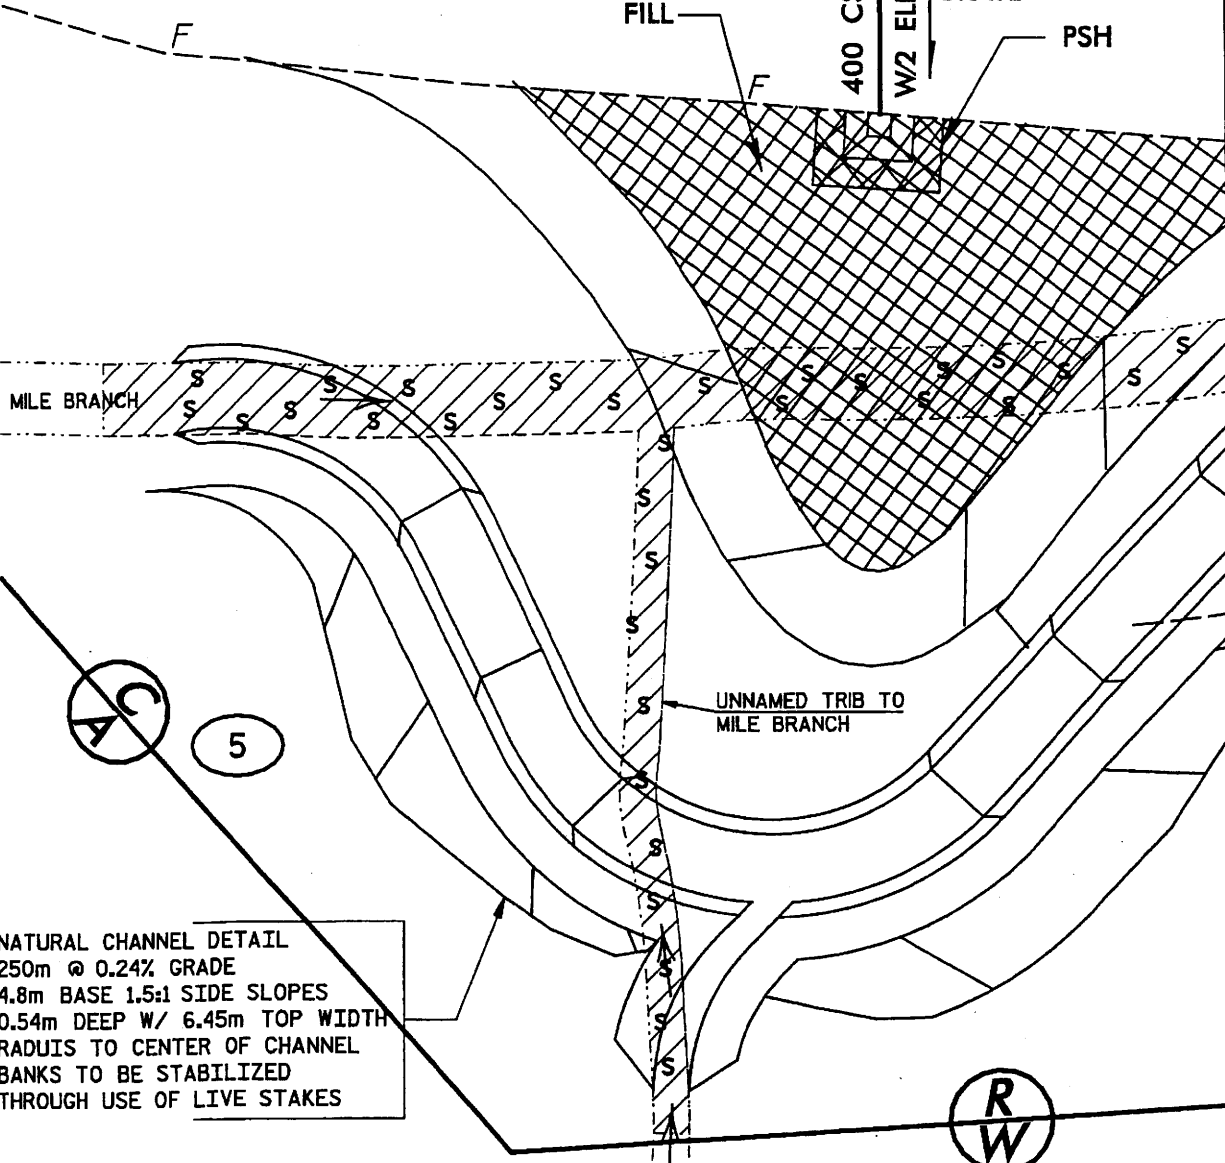 FILL
400
W/2
PSH
F
F
MILE BRANCH
S S S S S S S S S S S S S S S S S S S S S S
S S S S S S S S S S S
UNNAMED TRIB TO
MILE BRANCH
C
A
5
NATURAL CHANNEL DETAIL
250m @ 0.24% GRADE
4.8m BASE 1.5:1 SIDE SLOPES
0.54m DEEP W/ 6.45m TOP WIDTH
RADUIS TO CENTER OF CHANNEL
BANKS TO BE STABILIZED
THROUGH USE OF LIVE STAKES
R
W